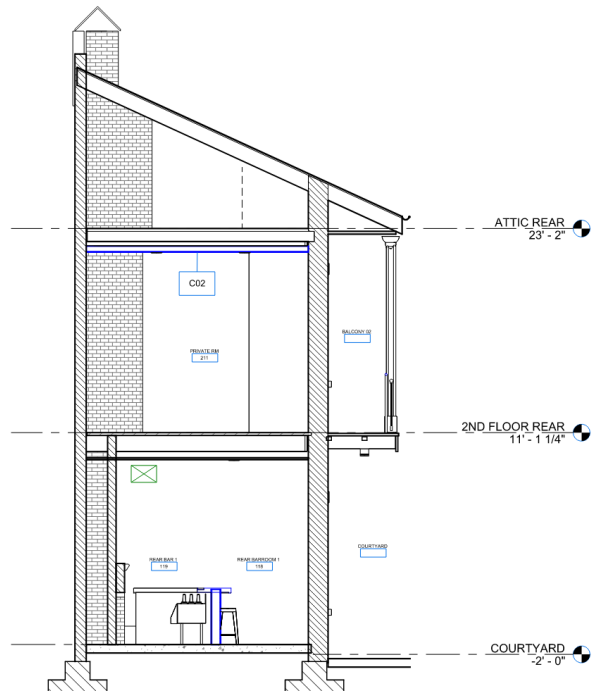 ATTIC REAR
23' - 2"
C02
BALCONY 02
PRIVATE RM
211
2ND FLOOR REAR
11' - 1 1/4"
COURTYARD
REAR BAR 1
119
REAR BARROOM 1
118
COURTYARD
-2' - 0"